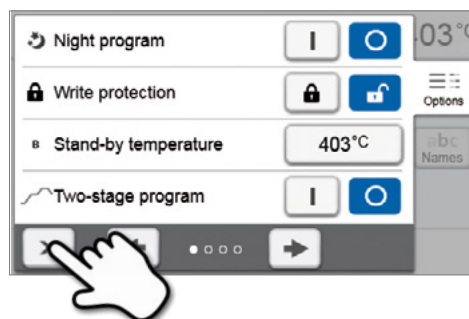 Night program I O
Write protection
B Stand-by temperature 403°C
Two-stage program I O
03°C
Options
abc
Names